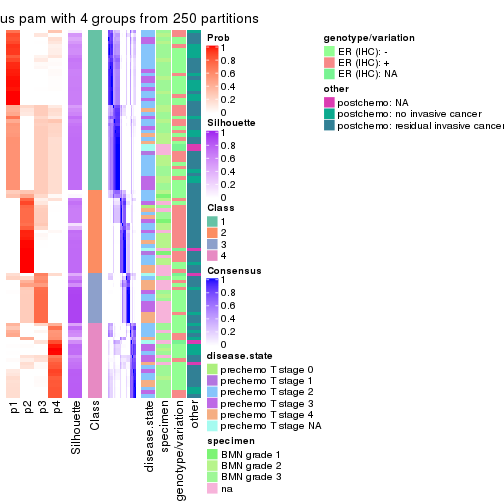 us pam with 4 groups from 250 partitions
Prob
1
0.8
0.6
0.4
0.2
0
Silhouette
1
0.8
0.6
0.4
0.2
0
Class
1
2
3
4
Consensus
1
0.8
0.6
0.4
0.2
0
disease.state
prechemo T stage 0
prechemo T stage 1
prechemo T stage 2
prechemo T stage 3
prechemo T stage 4
prechemo T stage NA
specimen
BMN grade 1
BMN grade 2
BMN grade 3
na
genotype/variation
ER (IHC): -
ER (IHC): +
ER (IHC): NA
other
postchemo: NA
postchemo: no invasive cancer
postchemo: residual invasive cancer
p1
p2
p3
p4
Silhouette
Class
disease.state
specimen
genotype/variation
other